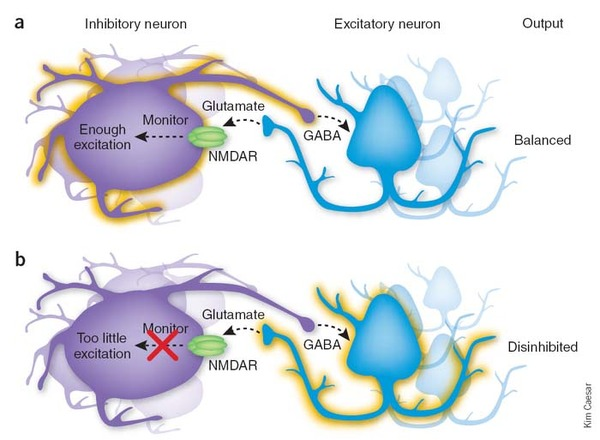 a
Inhibitory neuron
Excitatory neuron
Output
Glutamate
Monitor
Enough
excitation
NMDAR
GABA
Balanced
b
Glutamate
Monitor
Too little
excitation
NMDAR
GABA
Disinhibited
Kim Caesar